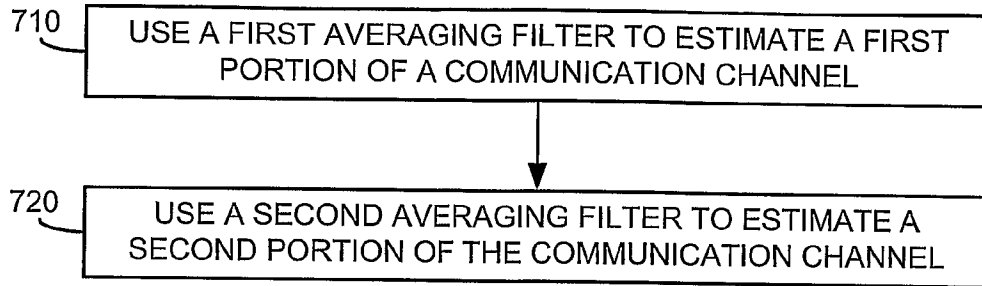 710
USE A FIRST AVERAGING FILTER TO ESTIMATE A FIRST
PORTION OF A COMMUNICATION CHANNEL
720
USE A SECOND AVERAGING FILTER TO ESTIMATE A
SECOND PORTION OF THE COMMUNICATION CHANNEL